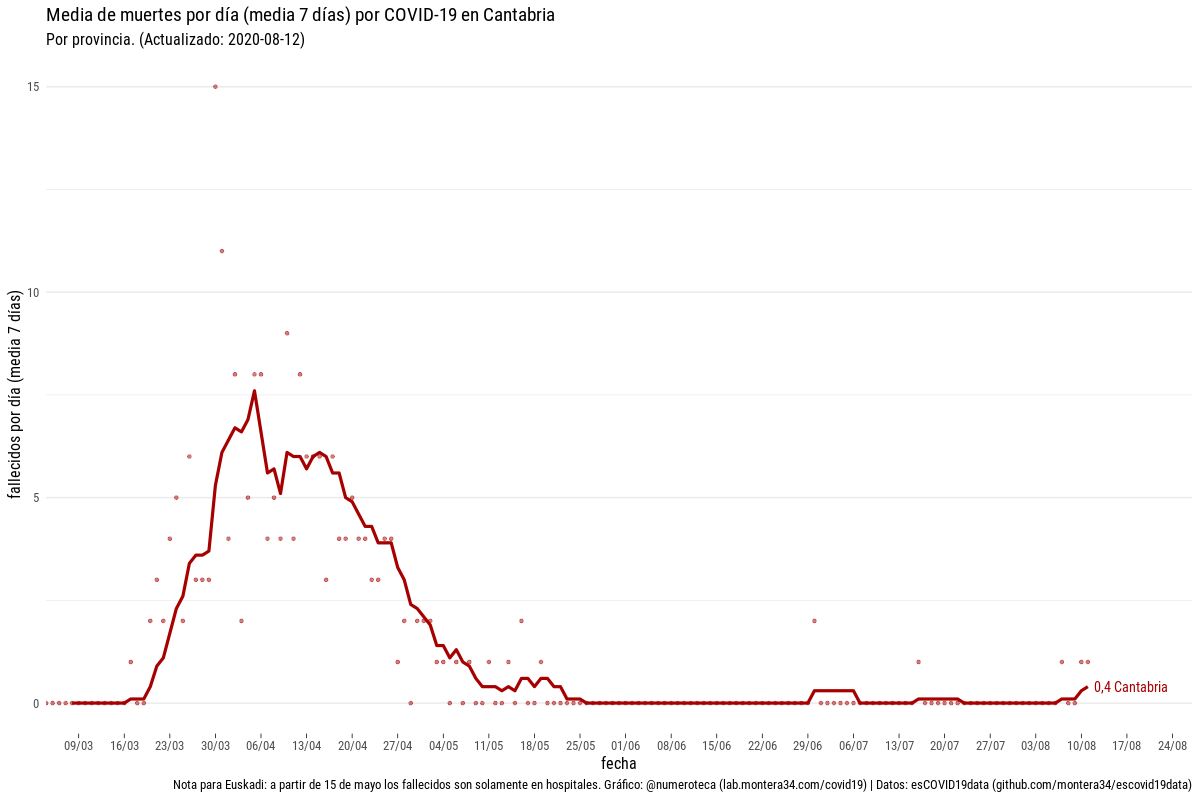 Media de muertes por día (media 7 días) por COVID-19 en Cantabria
Por provincia. (Actualizado: 2020-08-12)
fallecidos por día (media 7 días)
15
10
5
0
0,4 Cantabria
09/03 16/03 23/03 30/03 06/04 13/04 20/04 27/04 04/05 11/05 18/05 25/05 01/06 08/06 15/06 22/06 29/06 06/07 13/07 20/07 27/07 03/08 10/08 17/08 24/08
fecha
Nota para Euskadi: a partir de 15 de mayo los fallecidos son solamente en hospitales. Gráfico: @numeroteca (lab.montera34.com/covid19) | Datos: esCOVID19data (github.com/montera34/escovid19data)